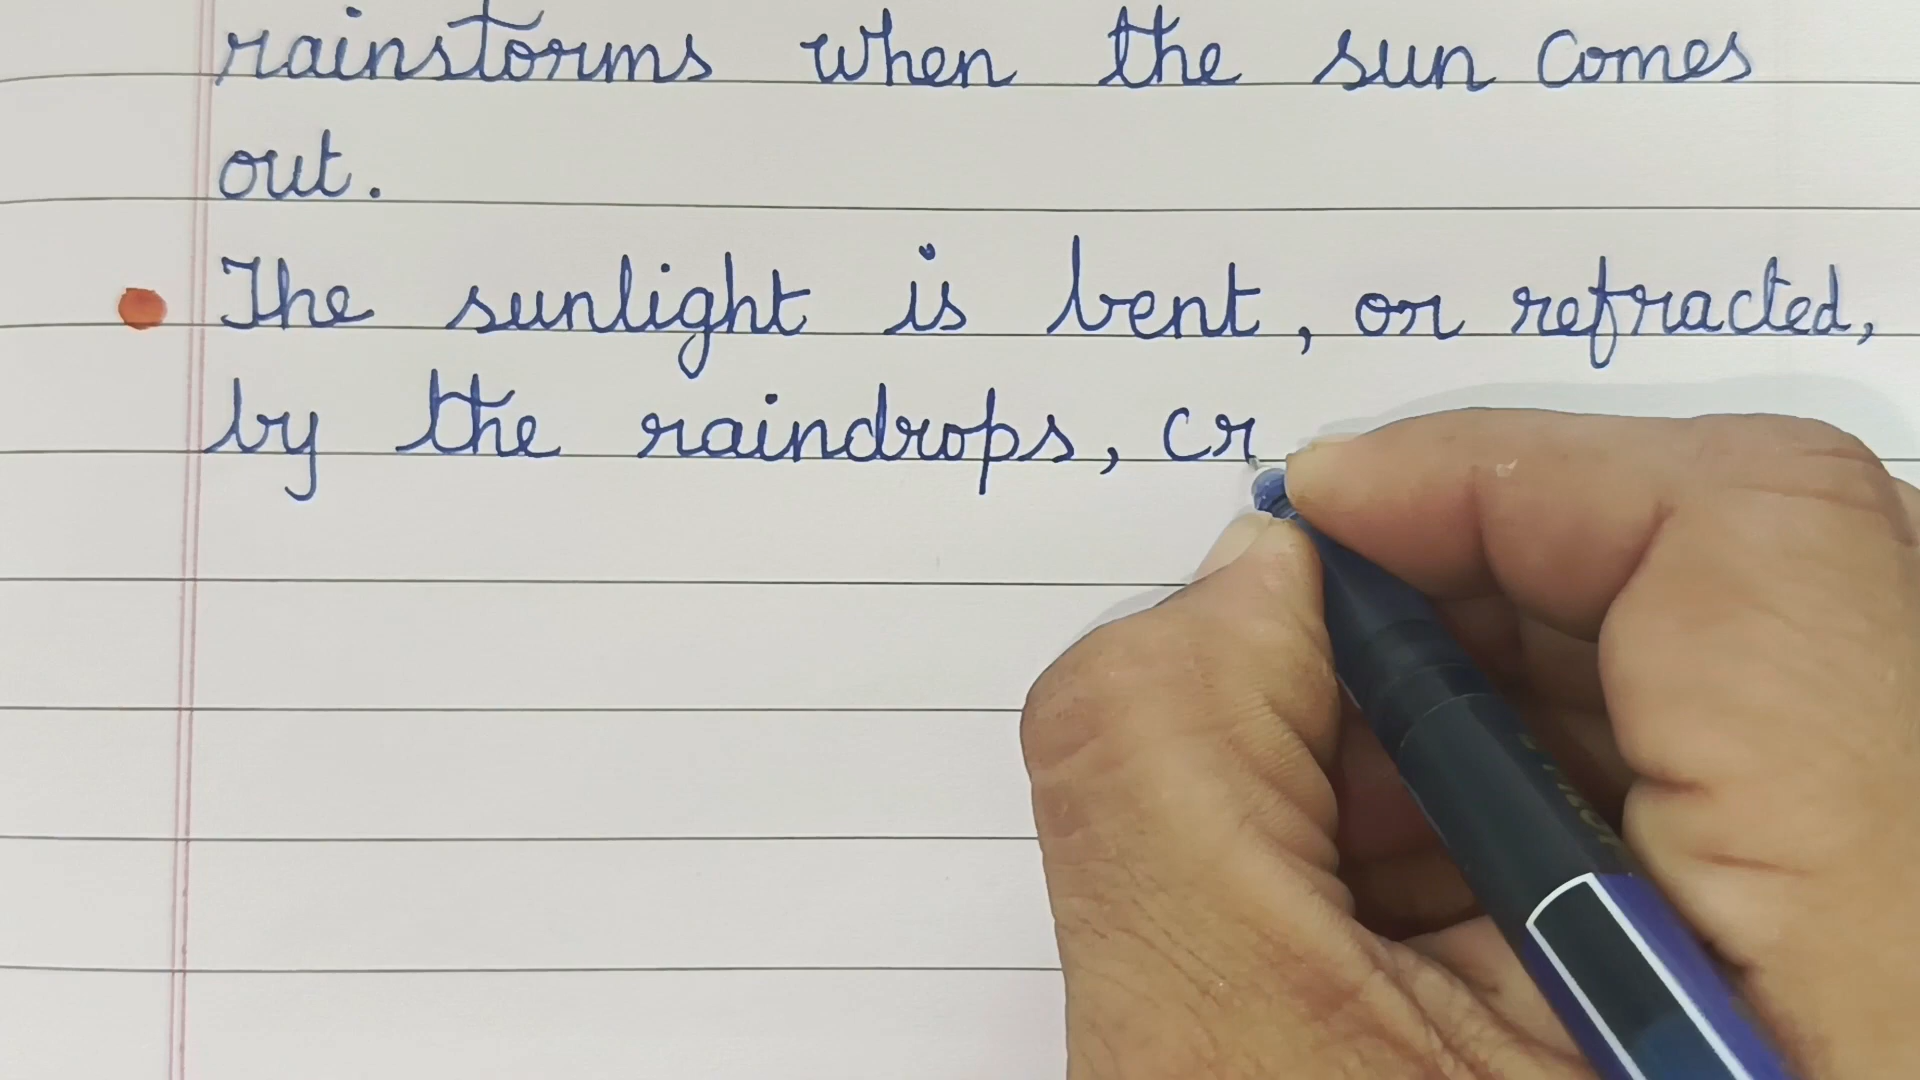 rainstorms when the sun comes
out.
The sunlight is bent, or refracted,
by the raindrops, cr